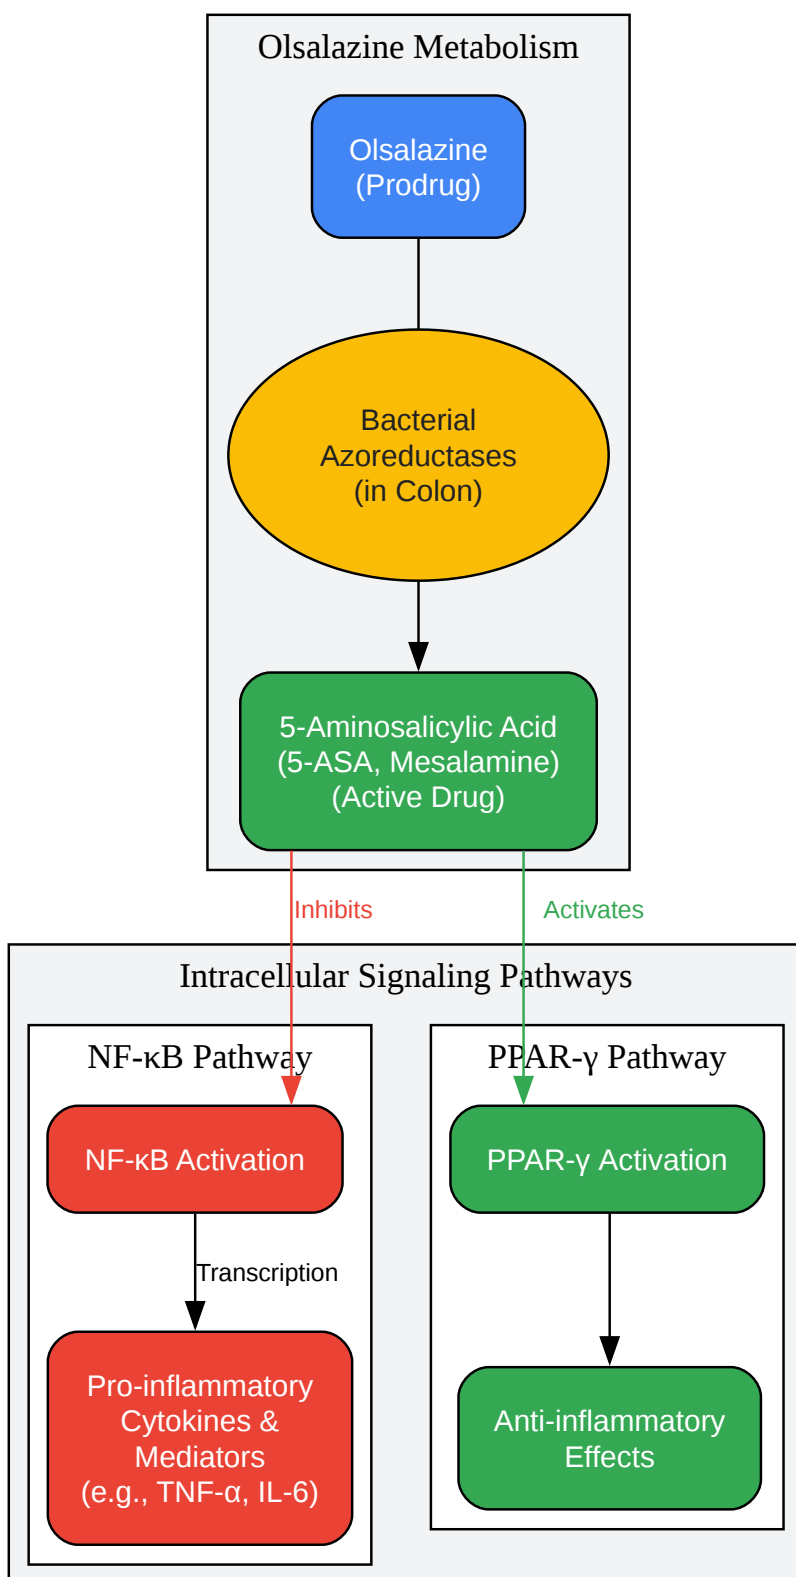 Olsalazine Metabolism
Olsalazine
(Prodrug)
Bacterial
Azoreductases
(in Colon)
5-Aminosalicylic Acid
(5-ASA, Mesalamine)
(Active Drug)
Inhibits
Activates
Intracellular Signaling Pathways
NF-κB Pathway
NF-κB Activation
Transcription
Pro-inflammatory
Cytokines &
Mediators
(e.g., TNF-α, IL-6)
PPAR-γ Pathway
PPAR-γ Activation
Anti-inflammatory
Effects